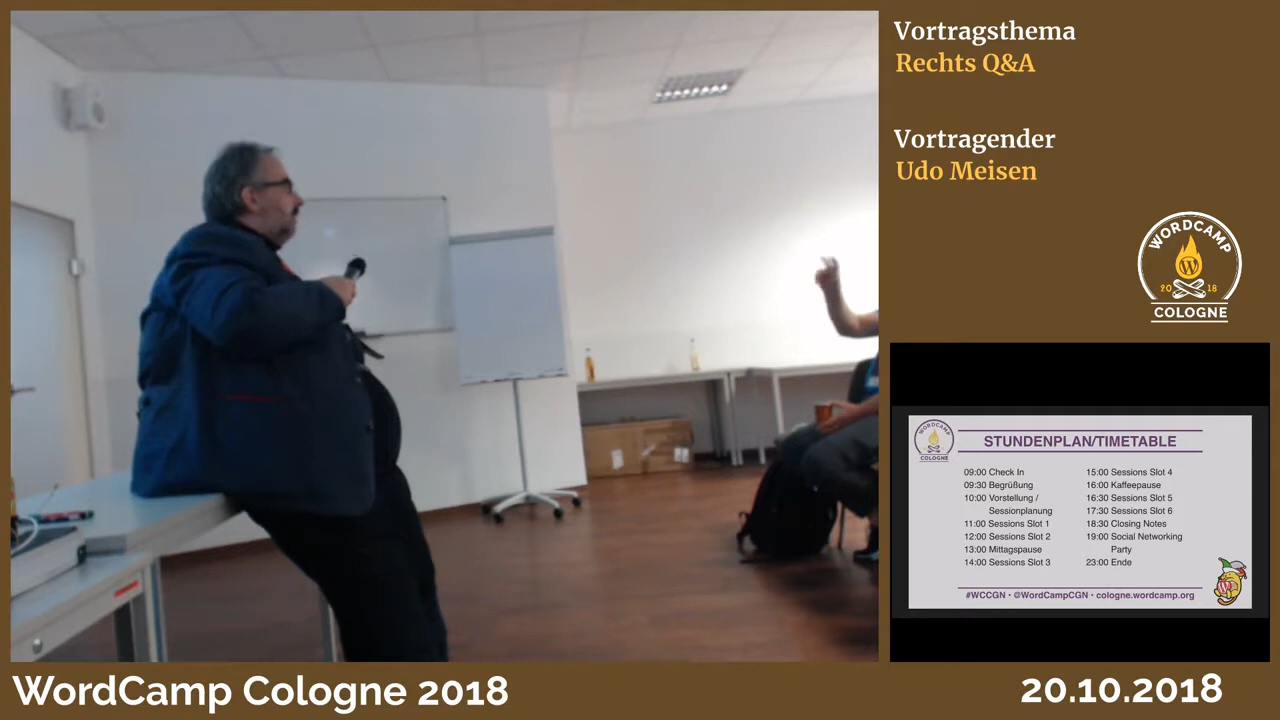 Vortragsthema
Rechts Q&A
Vortragender
Udo Meisen
WORDCAMP
2018
COLOGNE
WORDCAMP
COLOGNE
STUNDENPLAN/TIMETABLE
09:00 Check In
09:30 Begrüßung
10:00 Vorstellung /
Sessionplanung
11:00 Sessions Slot 1
12:00 Sessions Slot 2
13:00 Mittagspause
14:00 Sessions Slot 3
15:00 Sessions Slot 4
16:00 Kaffeepause
16:30 Sessions Slot 5
17:30 Sessions Slot 6
18:30 Closing Notes
19:00 Social Networking
Party
23:00 Ende
#WCCGN • @WordCampCGN • cologne.wordcamp.org
WordCamp Cologne 2018
20.10.2018